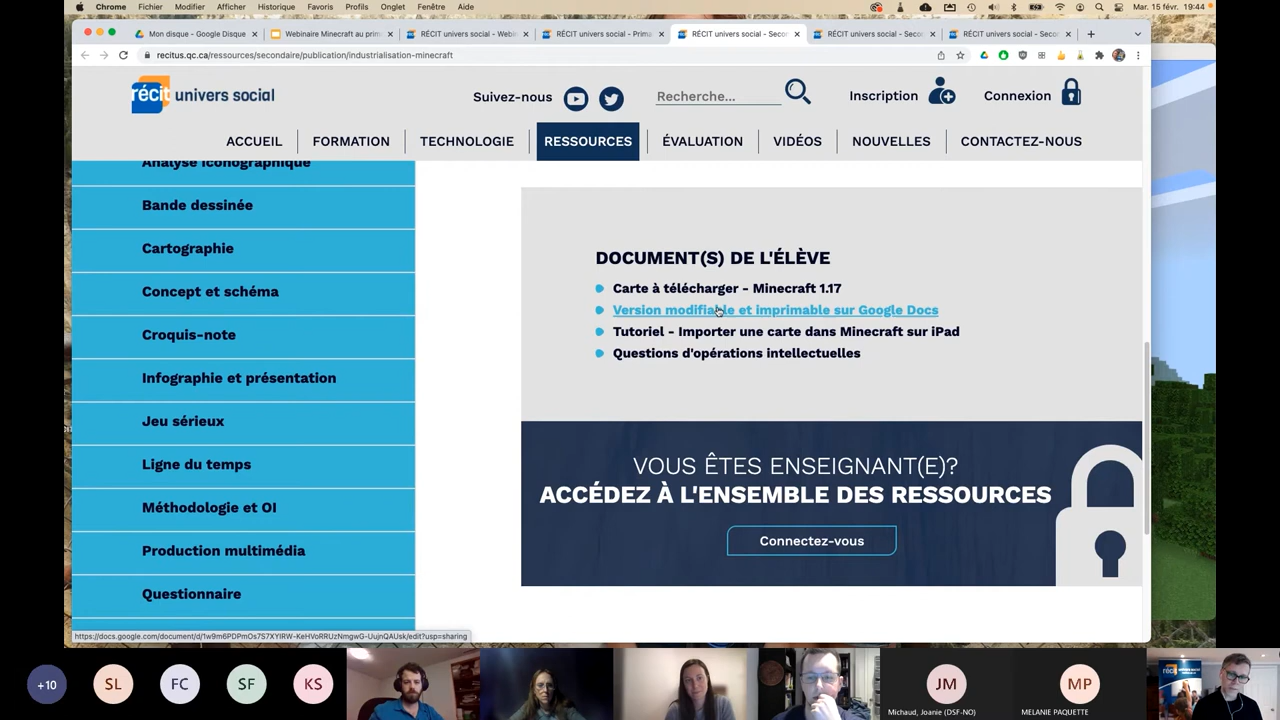 Chrome Fichier Modifier Afficher Historique Favoris Profils Onglet Fenêtre Aide Mar. 15 févr. 19:44
Mon disque - Google Disque Webinaire Minecraft au prim RÉCIT univers social - Webin RÉCIT univers social - Prima RÉCIT univers social - Secon RÉCIT univers social - Secon RÉCIT univers social - Secon
recitus.qc.ca/ressources/secondaire/publication/industrialisation-minecraft
récit univers social
Suivez-nous
Recherche...
Inscription
Connexion
ACCUEIL FORMATION TECHNOLOGIE RESSOURCES ÉVALUATION VIDÉOS NOUVELLES CONTACTEZ-NOUS
Analyse iconographique
Bande dessinée
Cartographie
Concept et schéma
Croquis-note
Infographie et présentation
Jeu sérieux
Ligne du temps
Méthodologie et OI
Production multimédia
Questionnaire
DOCUMENT(S) DE L'ÉLÈVE
Carte à télécharger - Minecraft 1.17
Version modifiable et imprimable sur Google Docs
Tutoriel - Importer une carte dans Minecraft sur iPad
Questions d'opérations intellectuelles
VOUS ÊTES ENSEIGNANT(E)?
ACCÉDEZ À L'ENSEMBLE DES RESSOURCES
Connectez-vous
+10 SL FC SF KS JM MP
Michaud, Joanie (DSF-NO) MELANIE PAQUETTE
récit